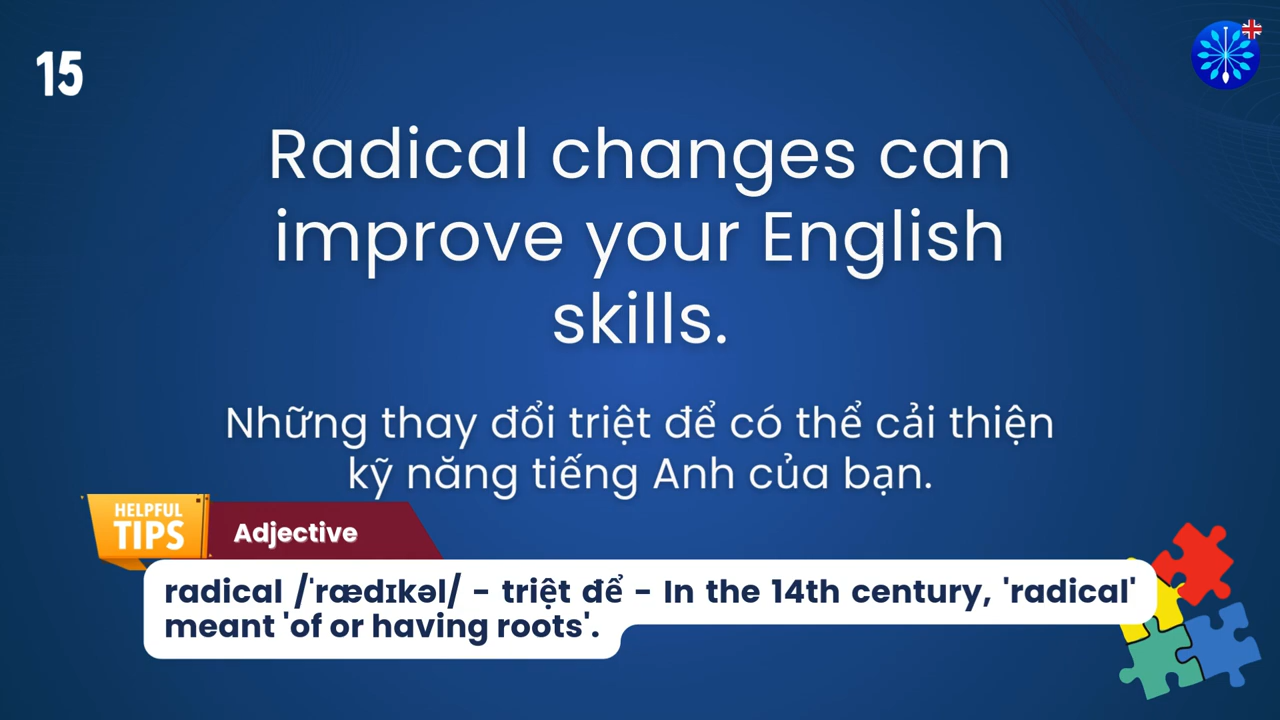 15
Radical changes can
improve your English
skills.
Những thay đổi triệt để có thể cải thiện
kỹ năng tiếng Anh của bạn.
HELPFUL
TIPS
Adjective
radical /ˈrædɪkəl/ - triệt để - In the 14th century, 'radical'
meant 'of or having roots'.